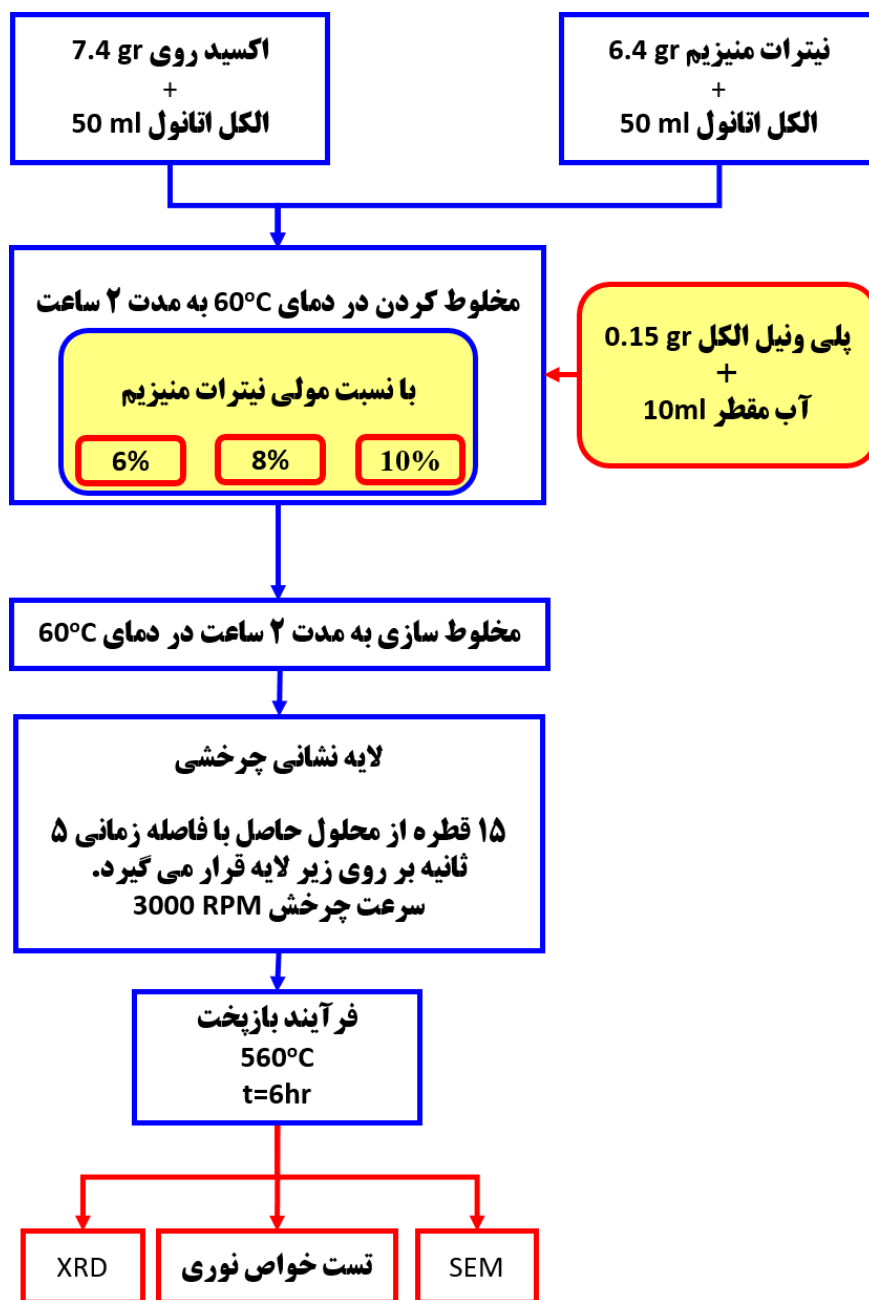 نیترات منیزیم 6.4 gr
+
الکل اتانول 50 ml
اکسید روی 7.4 gr
+
الکل اتانول 50 ml
مخلوط کردن در دمای 60°C به مدت ۲ ساعت
با نسبت مولی نیترات منیزیم
6% 8% 10%
پلی ونیل الکل 0.15 gr
+
آب مقطر 10ml
مخلوط سازی به مدت ۲ ساعت در دمای 60°C
لایه نشانی چرخشی
۱۵ قطره از محلول حاصل با فاصله زمانی ۵
ثانیه بر روی زیر لایه قرار می گیرد.
سرعت چرخش 3000 RPM
فرآیند بازپخت
560°C
t=6hr
XRD
تست خواص نوری
SEM